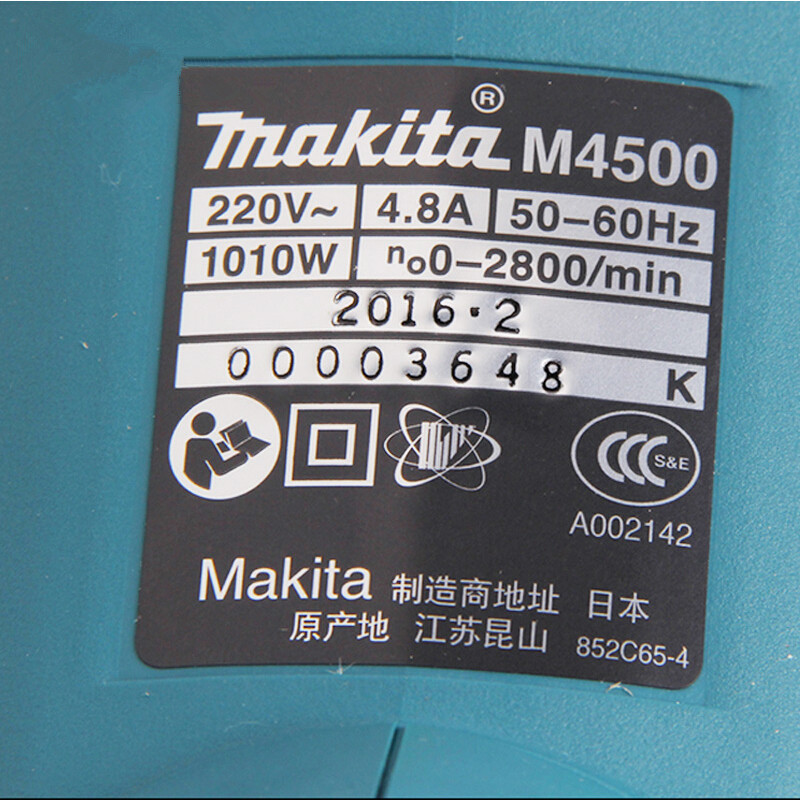 makita® M4500
220V~ 4.8A 50–60Hz
1010W n₀0–2800/min
2016·2
00003648 K
CCC S&E
A002142
Makita 制造商地址 日本
原产地 江苏昆山 852C65-4